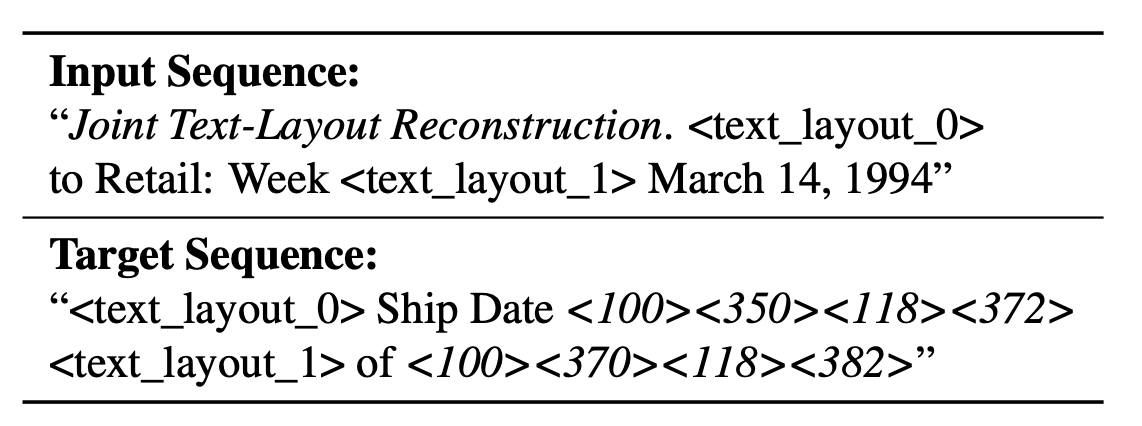 Input Sequence:
“Joint Text-Layout Reconstruction. <text_layout_0>
to Retail: Week <text_layout_1> March 14, 1994”
Target Sequence:
“<text_layout_0> Ship Date <100><350><118><372>
<text_layout_1> of <100><370><118><382>”